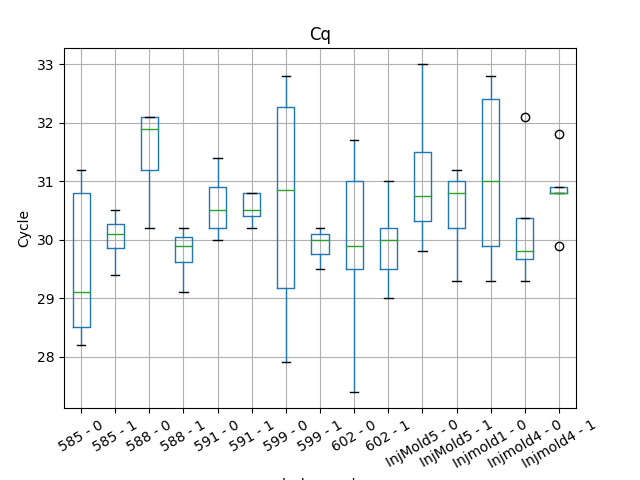 Cq
Cycle
33
32
31
30
29
28
585 - 0
585 - 1
588 - 0
588 - 1
591 - 0
591 - 1
599 - 0
599 - 1
602 - 0
602 - 1
InjMold5 - 0
InjMold5 - 1
Injmold1 - 0
Injmold4 - 0
Injmold4 - 1